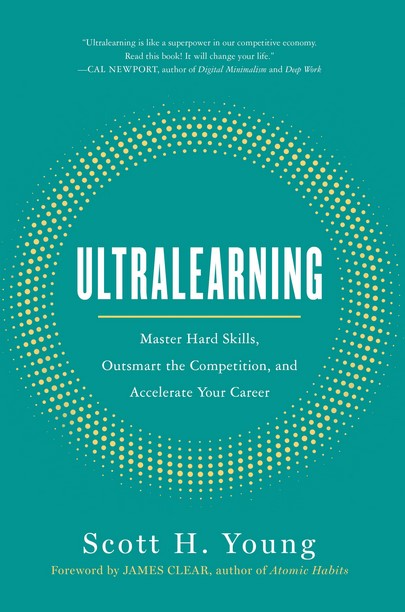 “Ultralearning is like a superpower in our competitive economy.
Read this book! It will change your life.”
—CAL NEWPORT, author of Digital Minimalism and Deep Work
ULTRALEARNING
Master Hard Skills,
Outsmart the Competition, and
Accelerate Your Career
Scott H. Young
Foreword by JAMES CLEAR, author of Atomic Habits